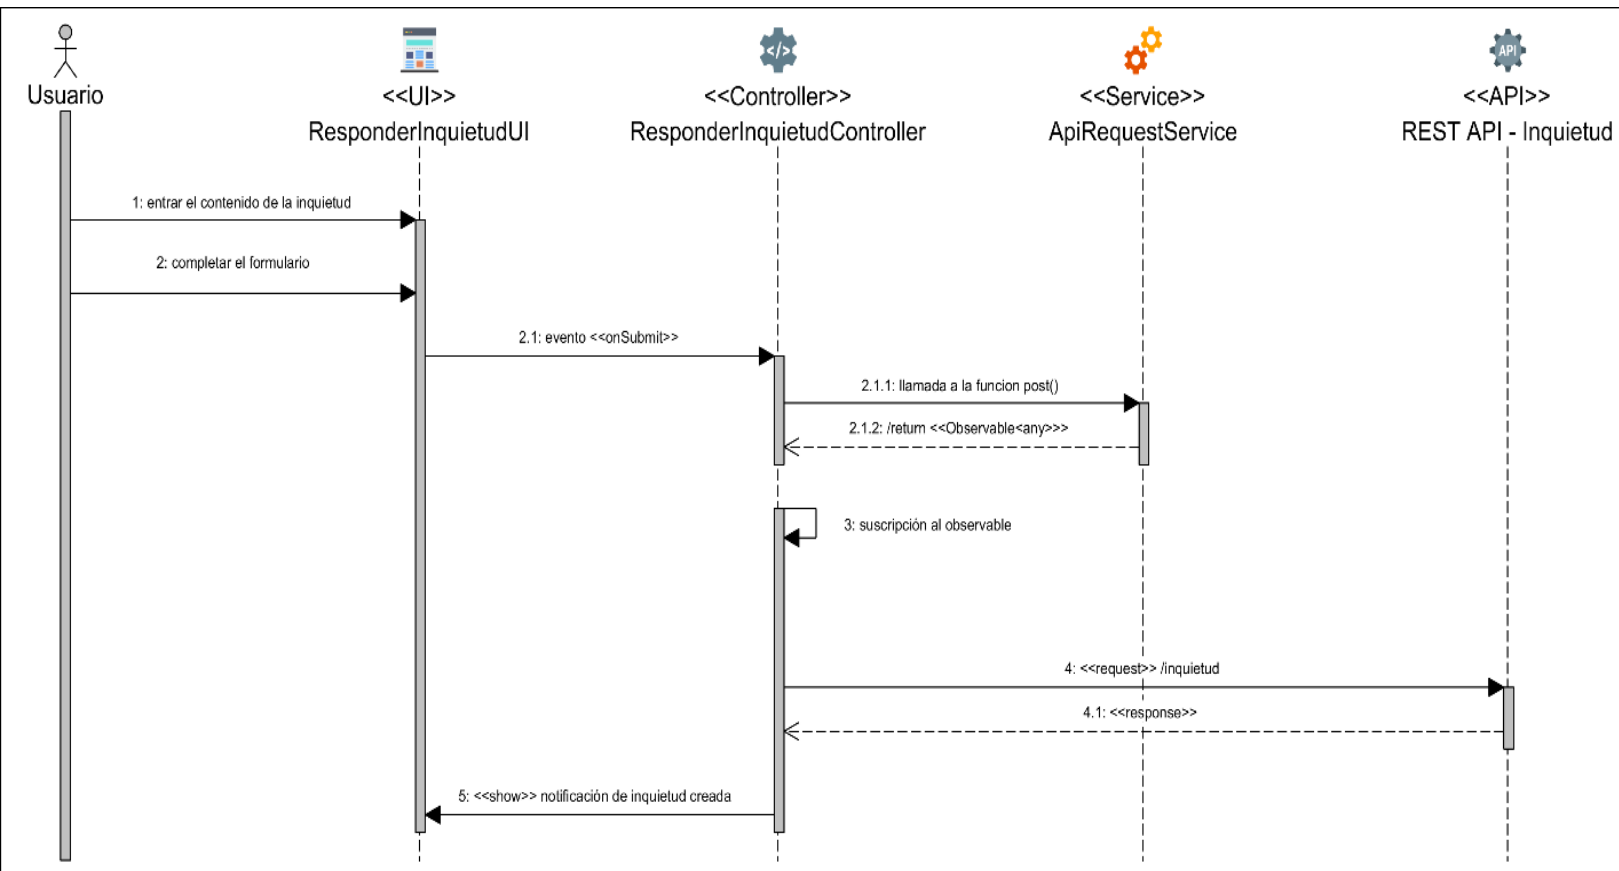 Usuario
<<UI>>
ResponderInquietudUI
</>
<<Controller>>
ResponderInquietudController
<<Service>>
ApiRequestService
API
<<API>>
REST API - Inquietud
1: entrar el contenido de la inquietud
2: completar el formulario
2.1: evento <<onSubmit>>
2.1.1: llamada a la funcion post()
2.1.2: /return <<Observable<any>>>
3: suscripción al observable
4: <<request>> /inquietud
4.1: <<response>>
5: <<show>> notificación de inquietud creada